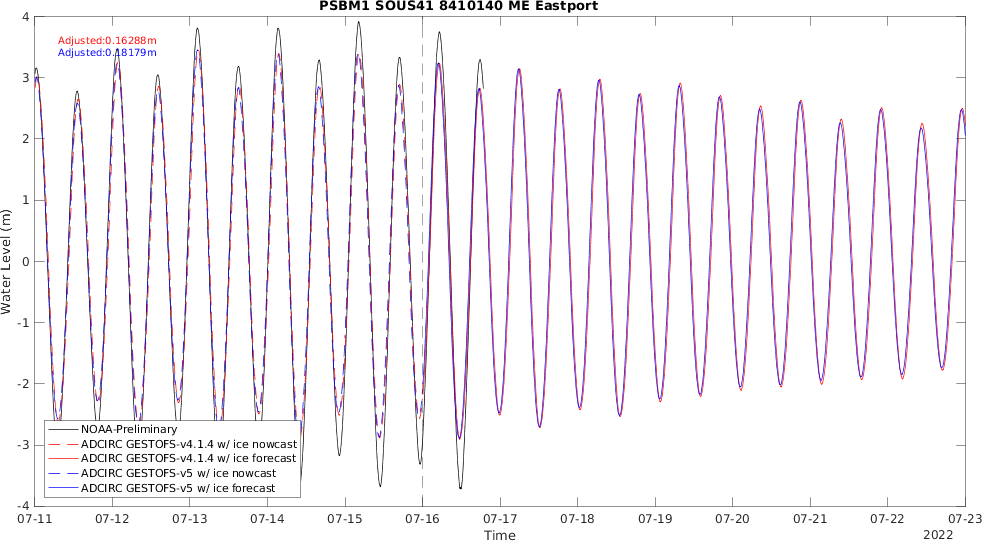 PSBM1 SOUS41 8410140 ME Eastport
Adjusted:0.16288m
Adjusted:0.18179m
4
3
2
1
0
-1
-2
-3
-4
Water Level (m)
NOAA-Preliminary
ADCIRC GESTOFS-v4.1.4 w/ ice nowcast
ADCIRC GESTOFS-v4.1.4 w/ ice forecast
ADCIRC GESTOFS-v5 w/ ice nowcast
ADCIRC GESTOFS-v5 w/ ice forecast
07-11 07-12 07-13 07-14 07-15 07-16 07-17 07-18 07-19 07-20 07-21 07-22 07-23
Time
2022